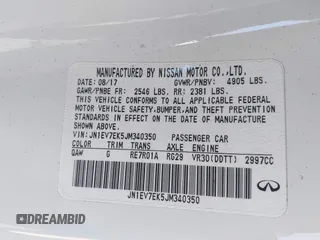 MANUFACTURED BY NISSAN MOTOR CO.,LTD.
08/17 GVWR/PNBV: 4905 LBS.
GAWR/PNBE FR: 2546 LBS. RR: 2381 LBS.
THIS VEHICLE CONFORMS TO ALL APPLICABLE FEDERAL MOTOR
VEHICLE SAFETY,BUMPER,AND THEFT PREVENTION
STANDARDS IN EFFECT ON THE DATE OF MANUFACTURE
SHOWN ABOVE.
VIN: JN1EV7EK5JM340350 PASSENGER CAR
COLOR TRIM TRANS AXLE ENGINE
QAW G RE7R01A RG28 VR30(DDTT) 2997CC
JN1EV7EK5JM340350
INFINITI